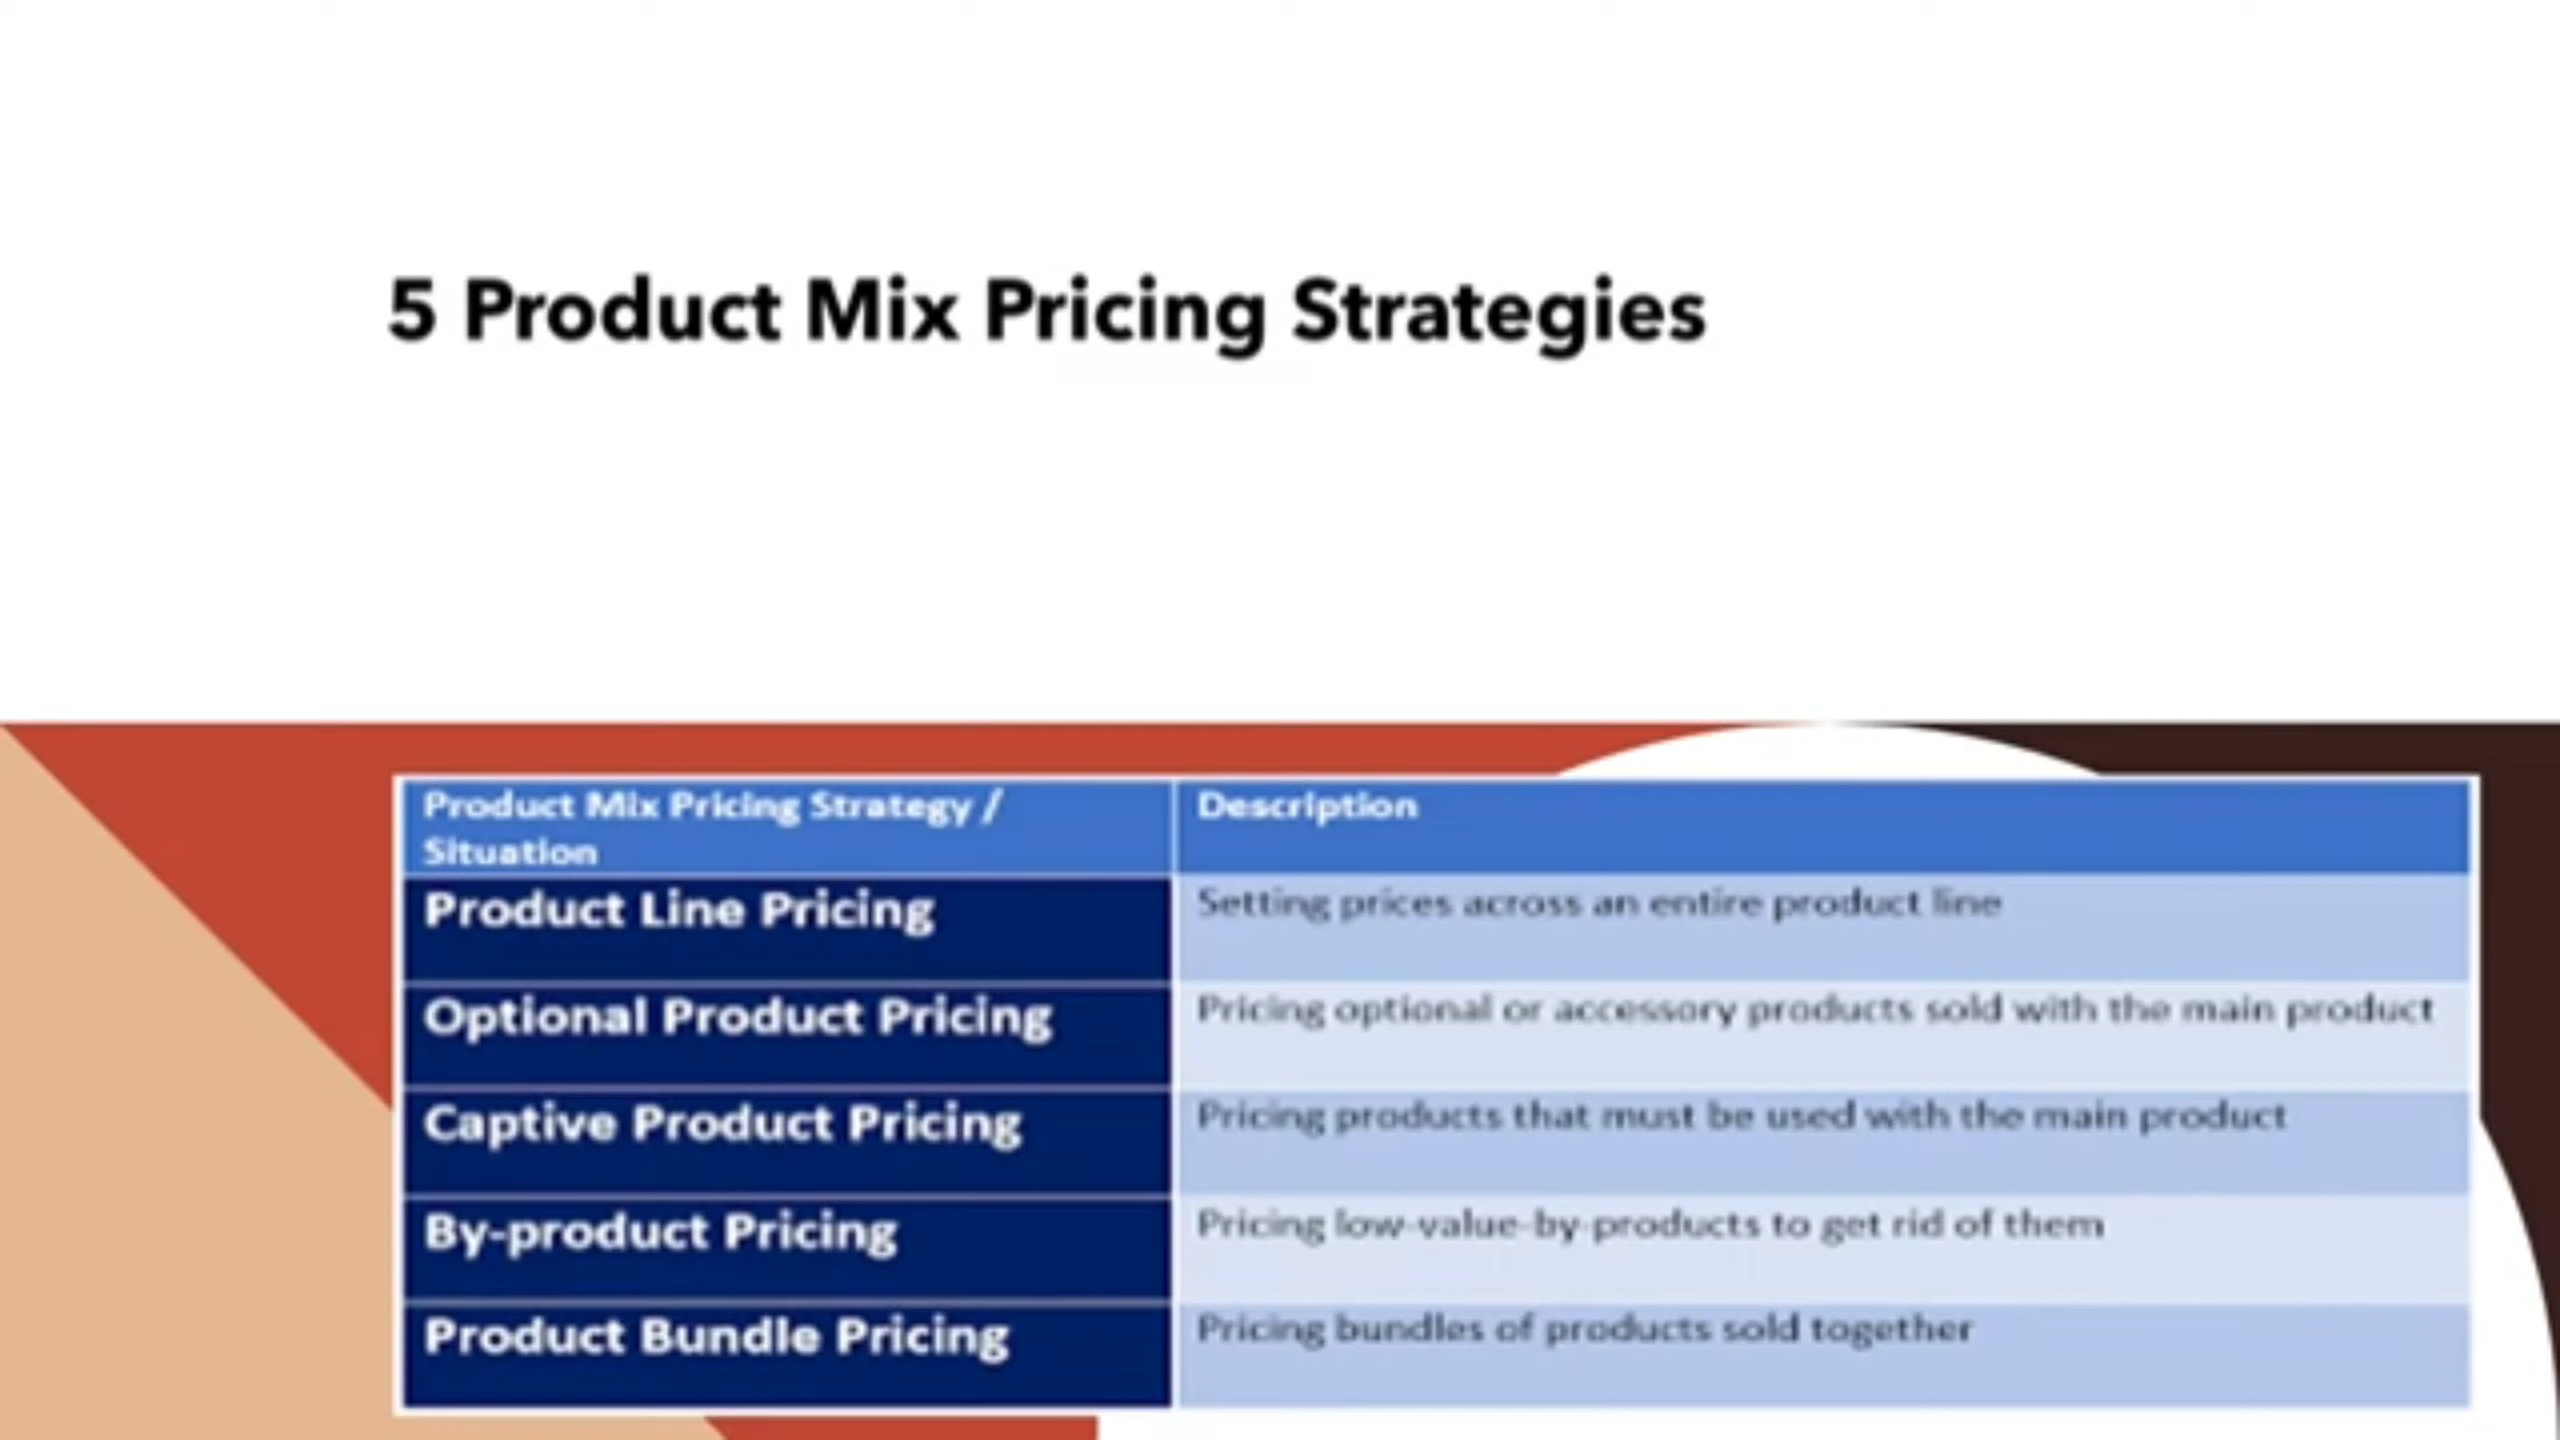 5 Product Mix Pricing Strategies
Product Mix Pricing Strategy /
Situation
Description
Product Line Pricing
Setting prices across an entire product line
Optional Product Pricing
Pricing optional or accessory products sold with the main product
Captive Product Pricing
Pricing products that must be used with the main product
By-product Pricing
Pricing low-value-by-products to get rid of them
Product Bundle Pricing
Pricing bundles of products sold together